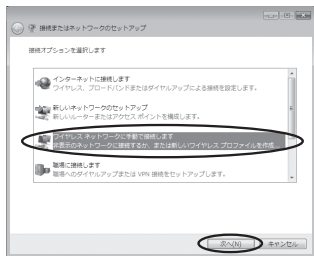 接続またはネットワークのセットアップ
接続オプションを選択します
インターネットに接続します
ワイヤレス、ブロードバンドまたはダイヤルアップによる接続を設定します。
新しいネットワークのセットアップ
新しいルーターまたはアクセス ポイントを構成します。
ワイヤレス ネットワークに手動で接続します
非表示のネットワークに接続するか、または新しいワイヤレス プロファイルを作成...
職場に接続します
職場へのダイヤルアップまたは VPN 接続をセットアップします。
次へ(N)
キャンセル